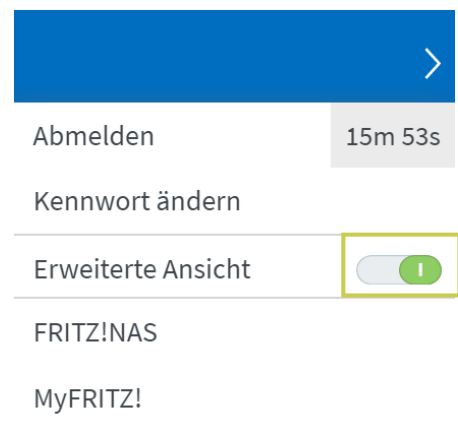 Abmelden 15m 53s
Kennwort ändern
Erweiterte Ansicht
FRITZ!NAS
MyFRITZ!